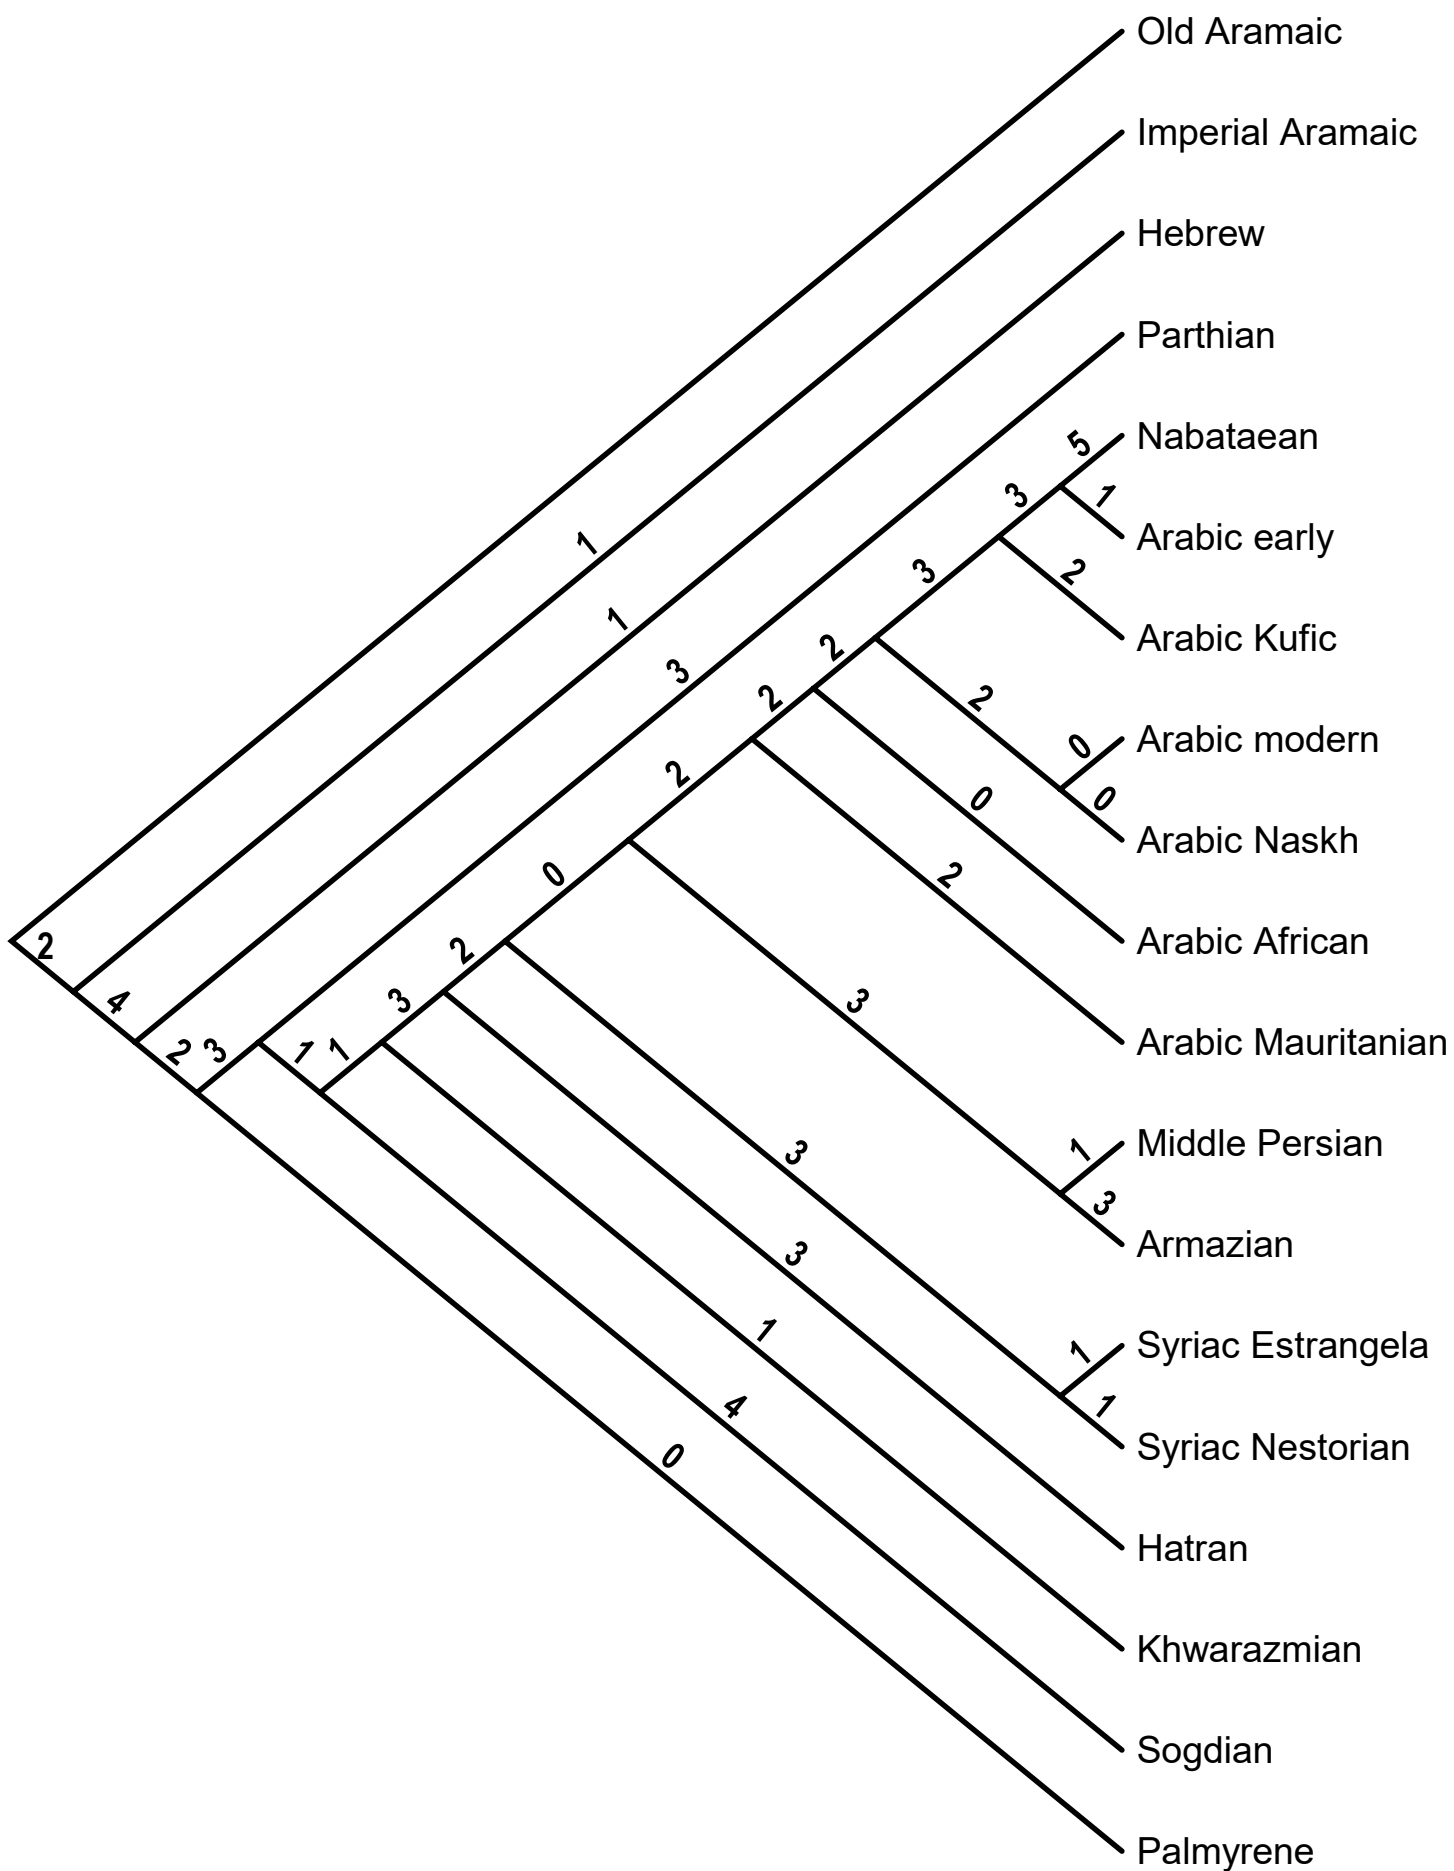 Old Aramaic
Imperial Aramaic
Hebrew
Parthian
5
Nabataean
3
1
Arabic early
1
3
2
Arabic Kufic
1
2
3
2
2
0
Arabic modern
2
0
0
Arabic Naskh
0
2
2
3
2
Arabic African
4
3
3
2
3
1
1
Arabic Mauritanian
3
1
Middle Persian
3
3
Armazian
1
1
Syriac Estrangela
4
1
Syriac Nestorian
0
Hatran
Khwarazmian
Sogdian
Palmyrene